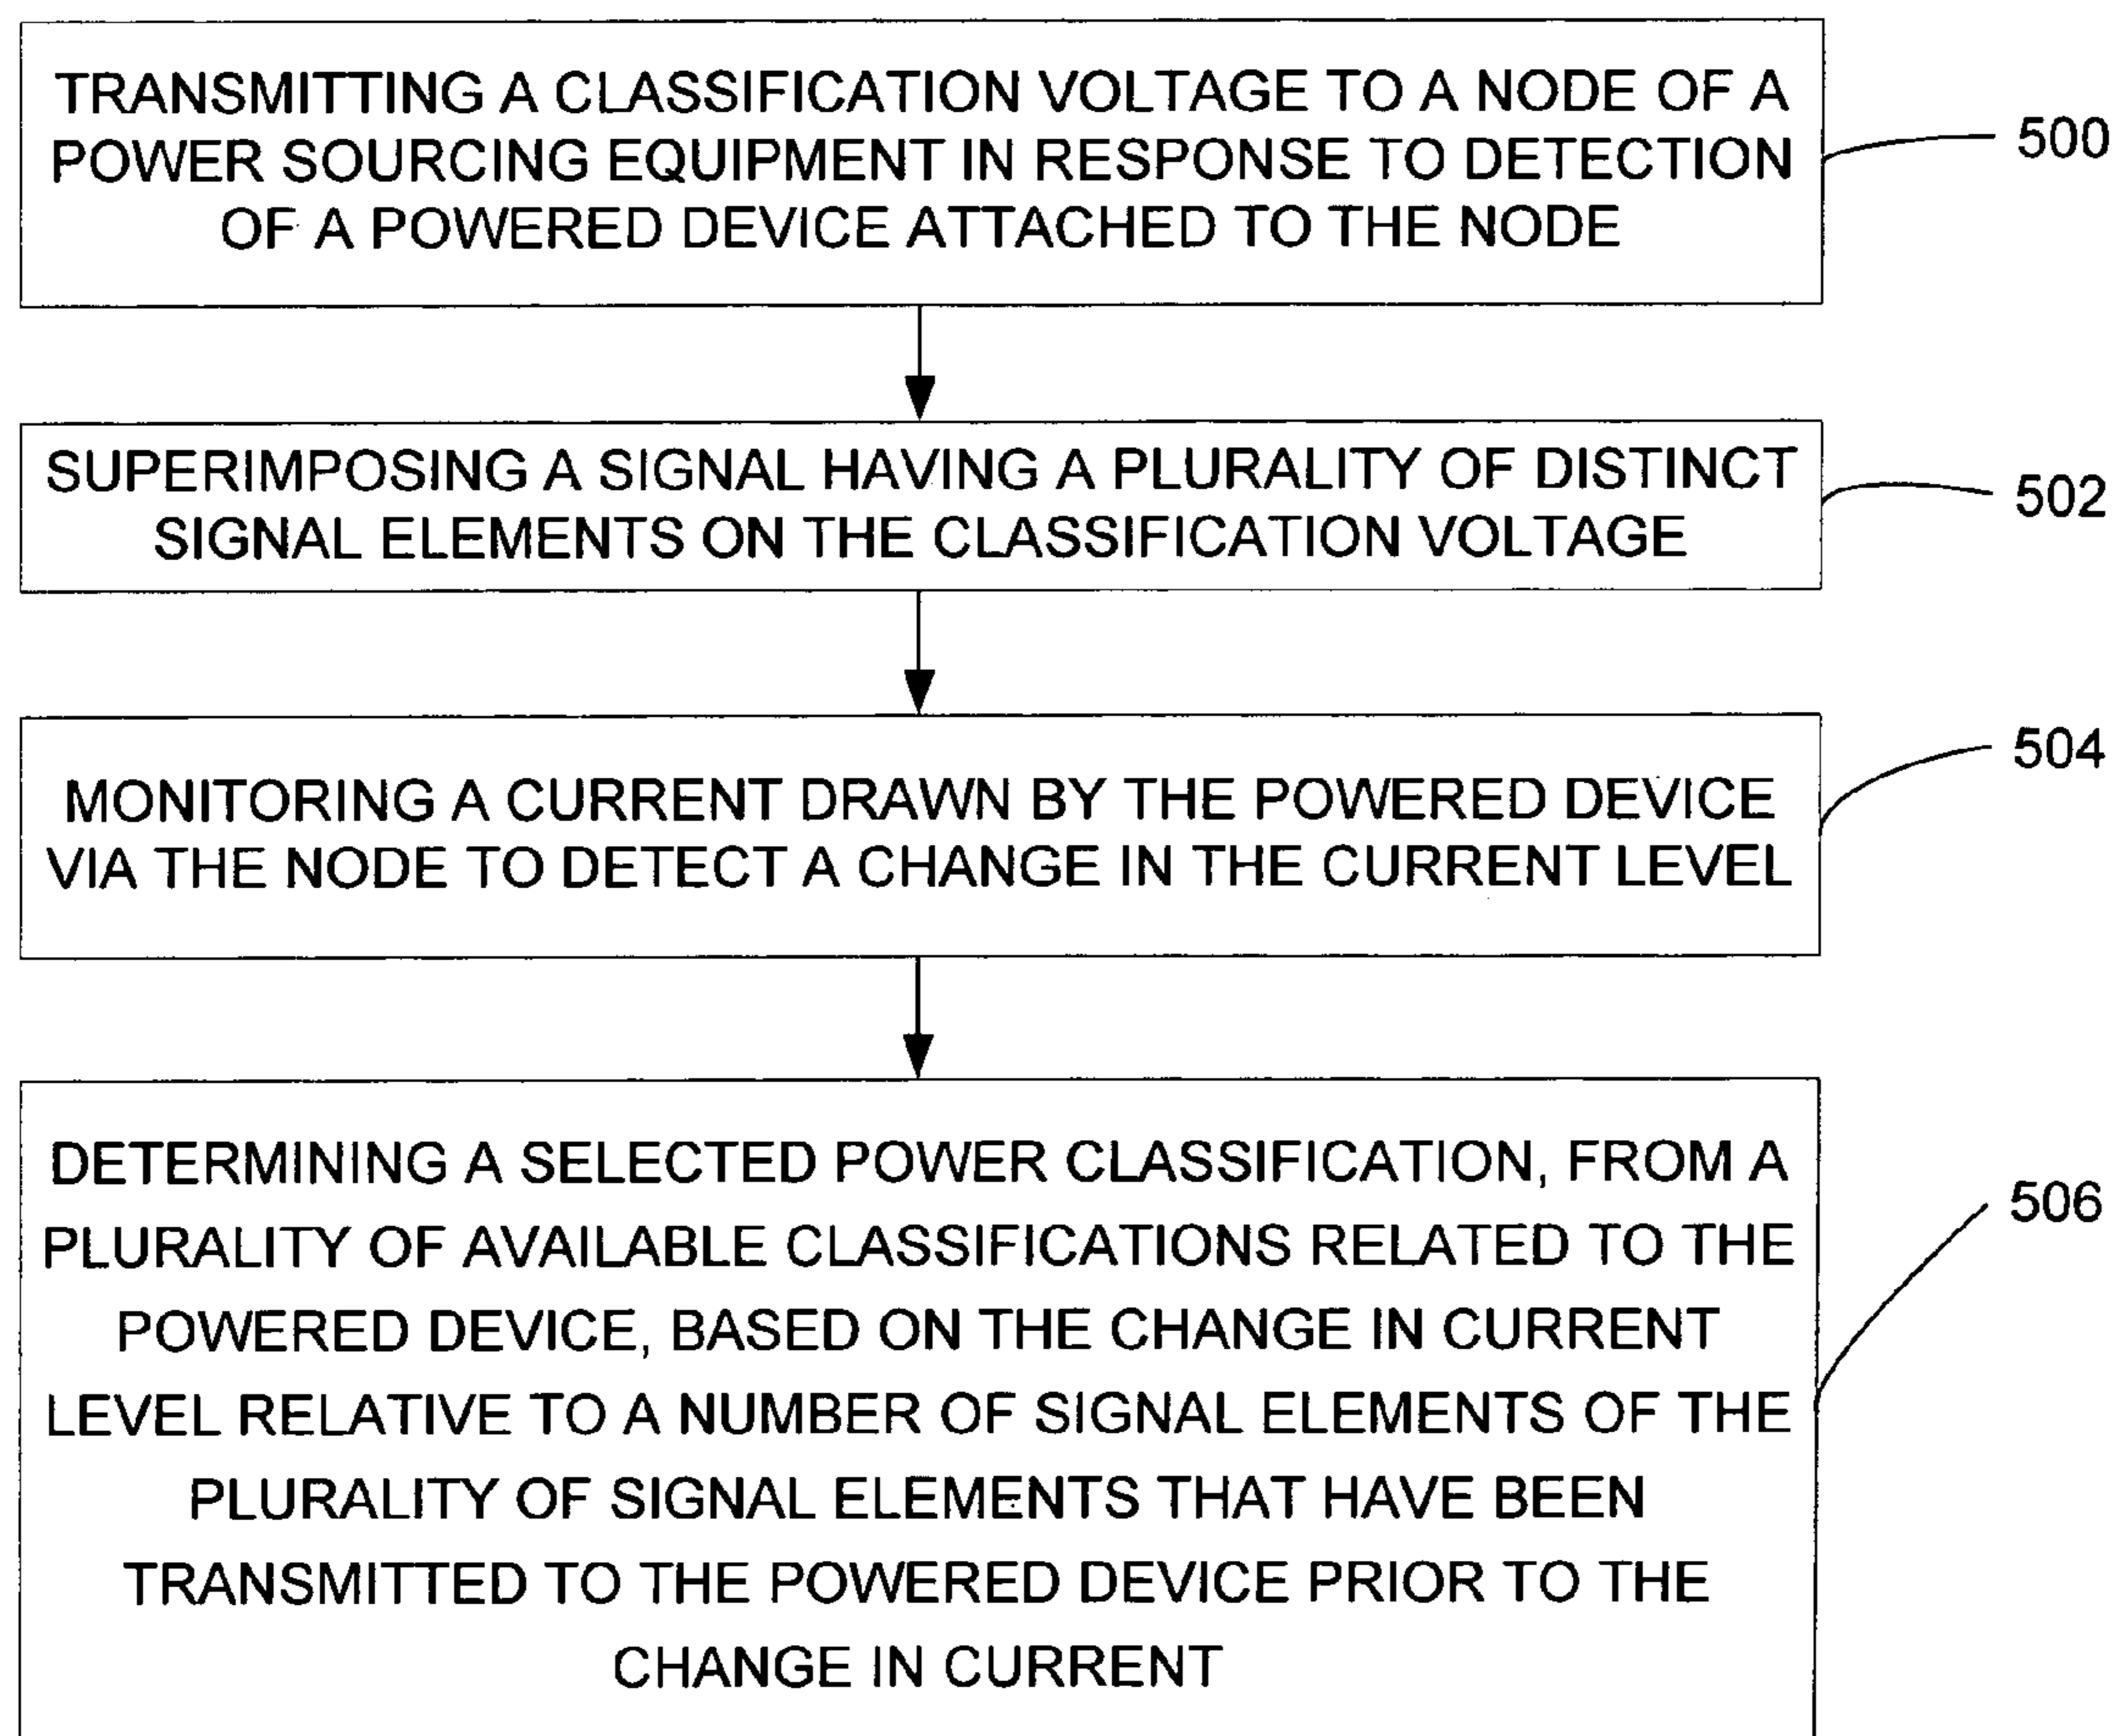 TRANSMITTING A CLASSIFICATION VOLTAGE TO A NODE OF A
POWER SOURCING EQUIPMENT IN RESPONSE TO DETECTION
OF A POWERED DEVICE ATTACHED TO THE NODE
500
SUPERIMPOSING A SIGNAL HAVING A PLURALITY OF DISTINCT
SIGNAL ELEMENTS ON THE CLASSIFICATION VOLTAGE
502
MONITORING A CURRENT DRAWN BY THE POWERED DEVICE
VIA THE NODE TO DETECT A CHANGE IN THE CURRENT LEVEL
504
DETERMINING A SELECTED POWER CLASSIFICATION, FROM A
PLURALITY OF AVAILABLE CLASSIFICATIONS RELATED TO THE
POWERED DEVICE, BASED ON THE CHANGE IN CURRENT
LEVEL RELATIVE TO A NUMBER OF SIGNAL ELEMENTS OF THE
PLURALITY OF SIGNAL ELEMENTS THAT HAVE BEEN
TRANSMITTED TO THE POWERED DEVICE PRIOR TO THE
CHANGE IN CURRENT
506